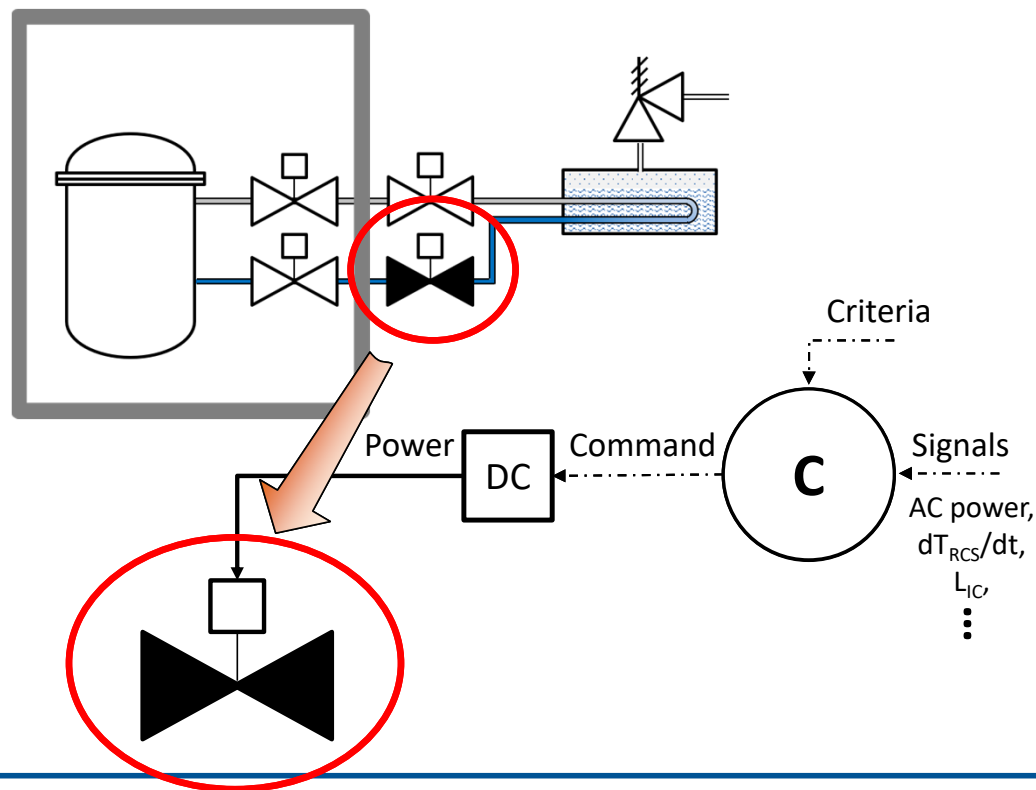 Criteria
Power
DC
Command
C
Signals
AC power,
dT_RCS/dt,
L_IC,
⋮